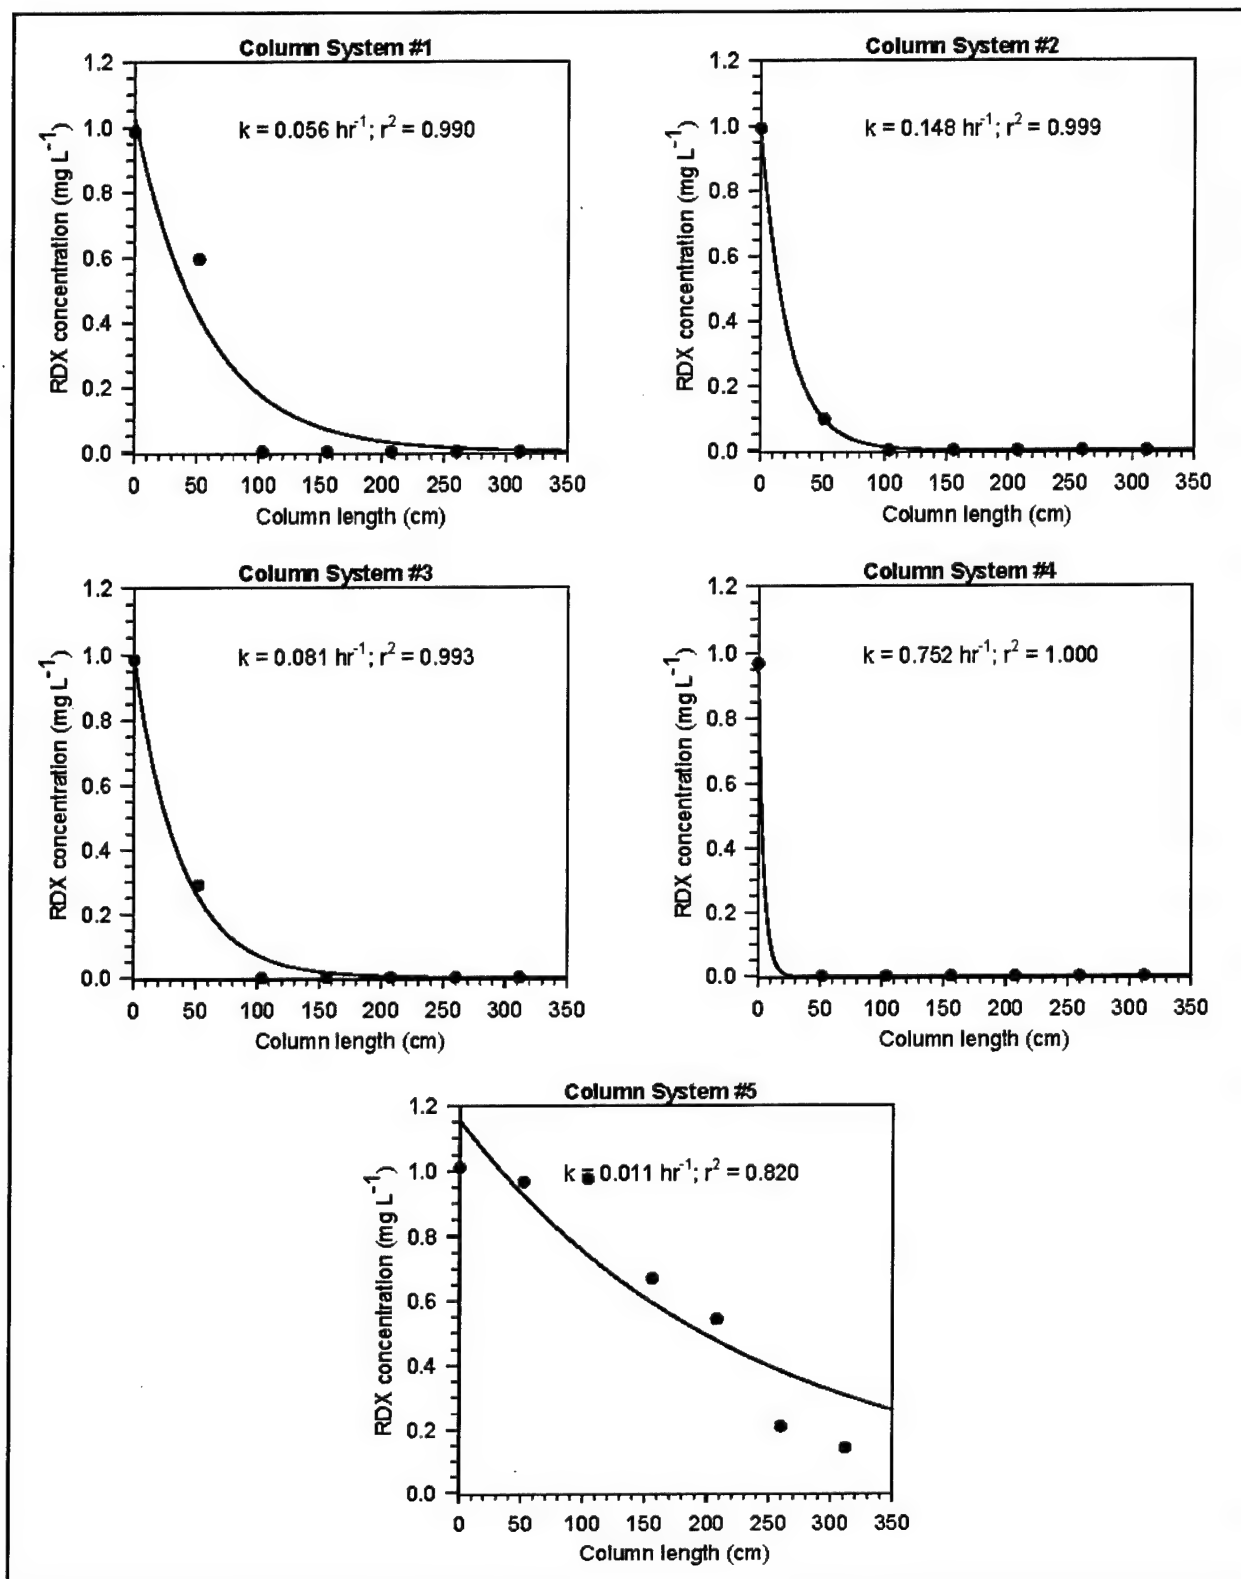 Column System #1
k = 0.056 hr⁻¹; r² = 0.990
RDX concentration (mg L⁻¹)
1.2
1.0
0.8
0.6
0.4
0.2
0.0
0 50 100 150 200 250 300 350
Column length (cm)
Column System #2
k = 0.148 hr⁻¹; r² = 0.999
RDX concentration (mg L⁻¹)
1.2
1.0
0.8
0.6
0.4
0.2
0.0
0 50 100 150 200 250 300 350
Column length (cm)
Column System #3
k = 0.081 hr⁻¹; r² = 0.993
RDX concentration (mg L⁻¹)
1.2
1.0
0.8
0.6
0.4
0.2
0.0
0 50 100 150 200 250 300 350
Column length (cm)
Column System #4
k = 0.752 hr⁻¹; r² = 1.000
RDX concentration (mg L⁻¹)
1.2
1.0
0.8
0.6
0.4
0.2
0.0
0 50 100 150 200 250 300 350
Column length (cm)
Column System #5
k = 0.011 hr⁻¹; r² = 0.820
RDX concentration (mg L⁻¹)
1.2
1.0
0.8
0.6
0.4
0.2
0.0
0 50 100 150 200 250 300 350
Column length (cm)